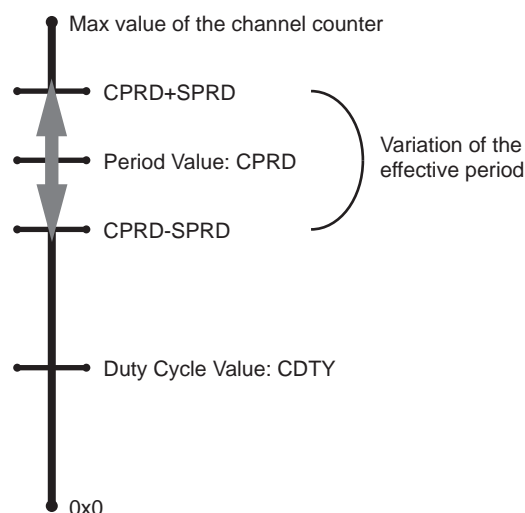 Max value of the channel counter
CPRD+SPRD
Period Value: CPRD
Variation of the
effective period
CPRD-SPRD
Duty Cycle Value: CDTY
0x0